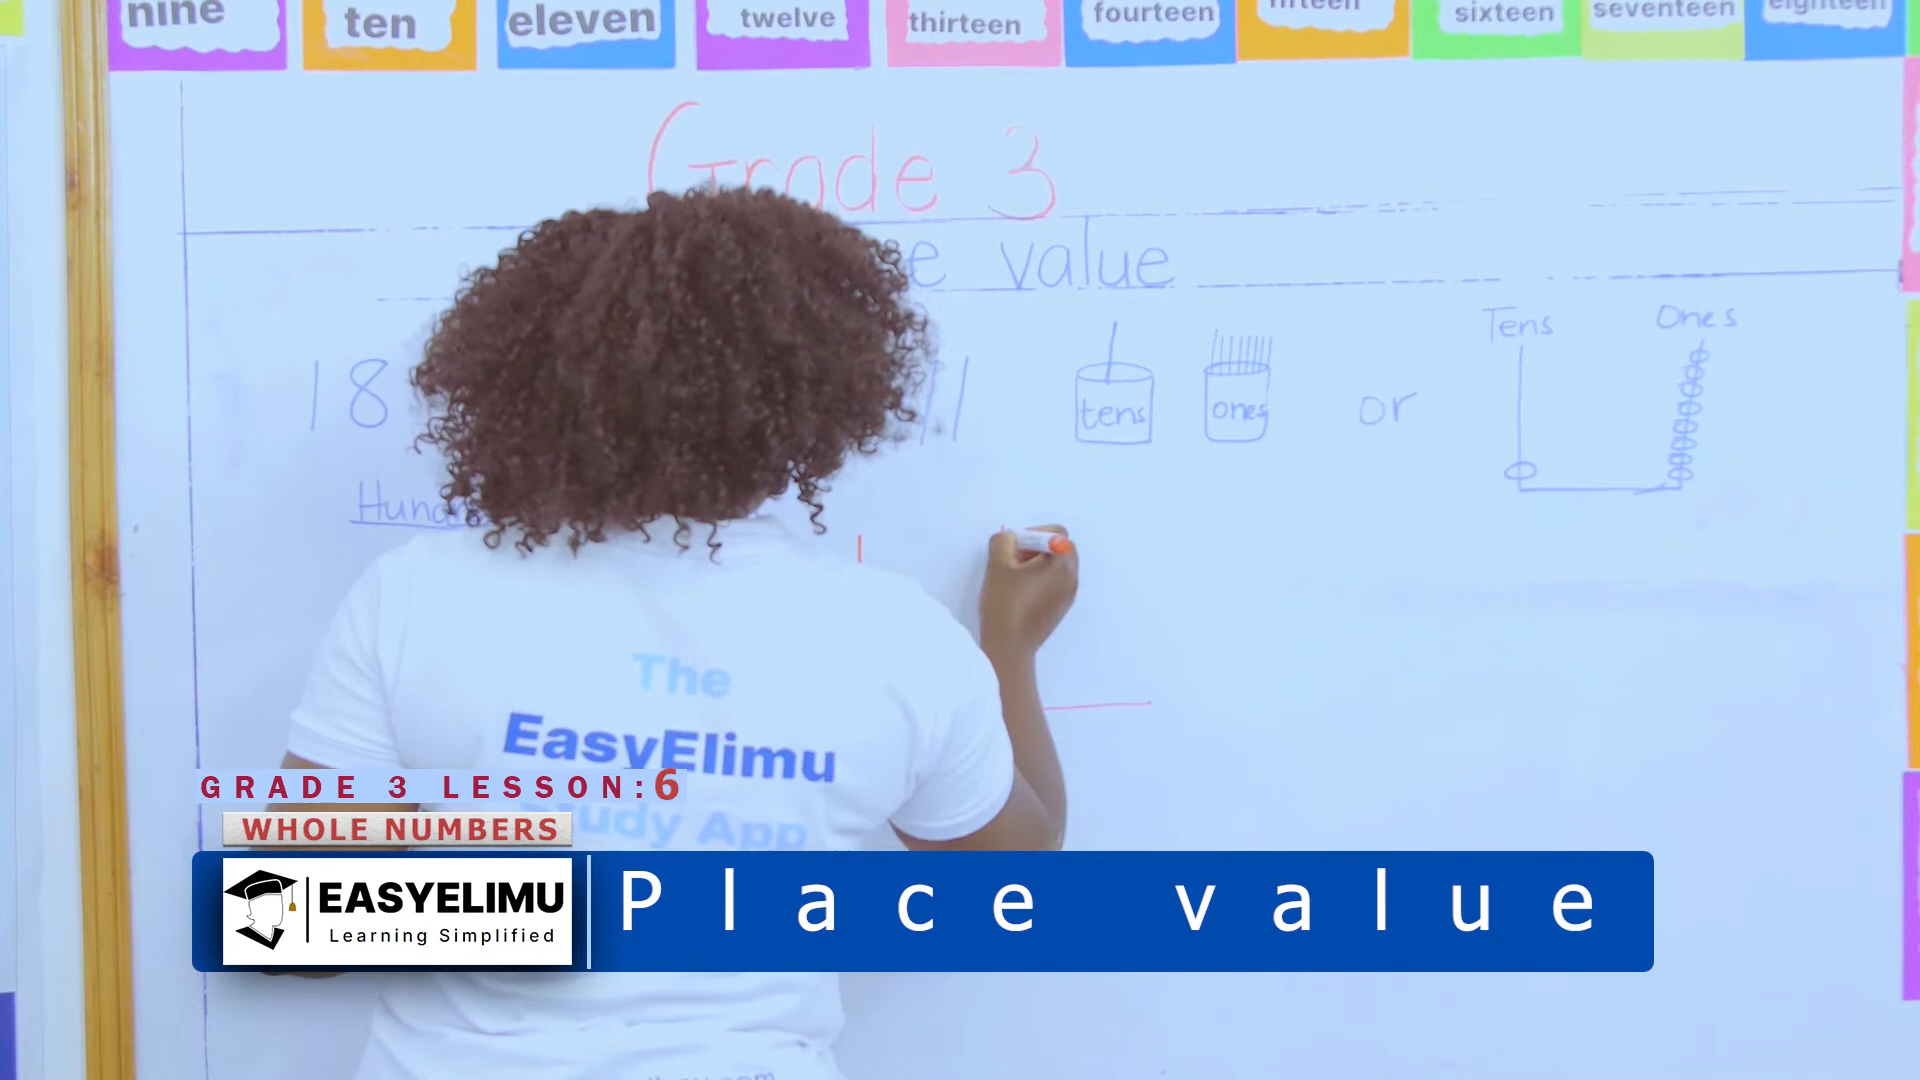 nine
ten
eleven
twelve
thirteen
fourteen
fifteen
sixteen
seventeen
eighteen
Grade 3
value
18
tens
ones
or
Tens
Ones
The
EasyElimu
Study App
GRADE 3 LESSON:6
WHOLE NUMBERS
EASYELIMU
Learning Simplified
Place value